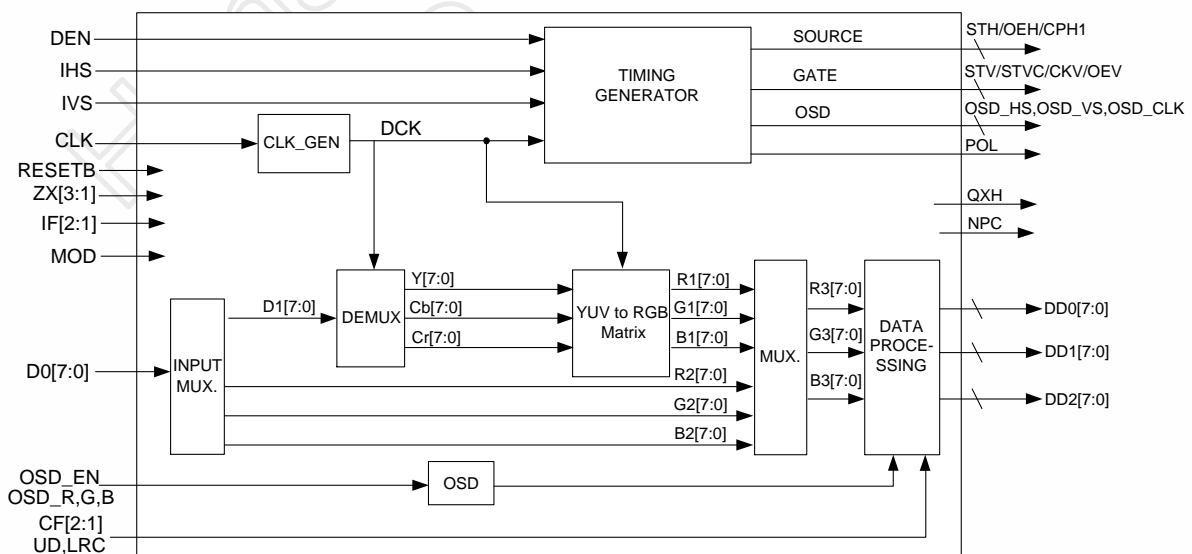 DEN
IHS
IVS
CLK
RESETB
ZX[3:1]
IF[2:1]
MOD
D0[7:0]
OSD_EN
OSD_R,G,B
CF[2:1]
UD,LRC
CLK_GEN
DCK
TIMING
GENERATOR
SOURCE
GATE
OSD
STH/OEH/CPH1
STV/STVC/CKV/OEV
OSD_HS,OSD_VS,OSD_CLK
POL
QXH
NPC
INPUT
MUX.
D1[7:0]
DEMUX
Y[7:0]
Cb[7:0]
Cr[7:0]
YUV to RGB
Matrix
R1[7:0]
G1[7:0]
B1[7:0]
R2[7:0]
G2[7:0]
B2[7:0]
MUX.
R3[7:0]
G3[7:0]
B3[7:0]
DATA
PROCE-
SSING
DD0[7:0]
DD1[7:0]
DD2[7:0]
OSD